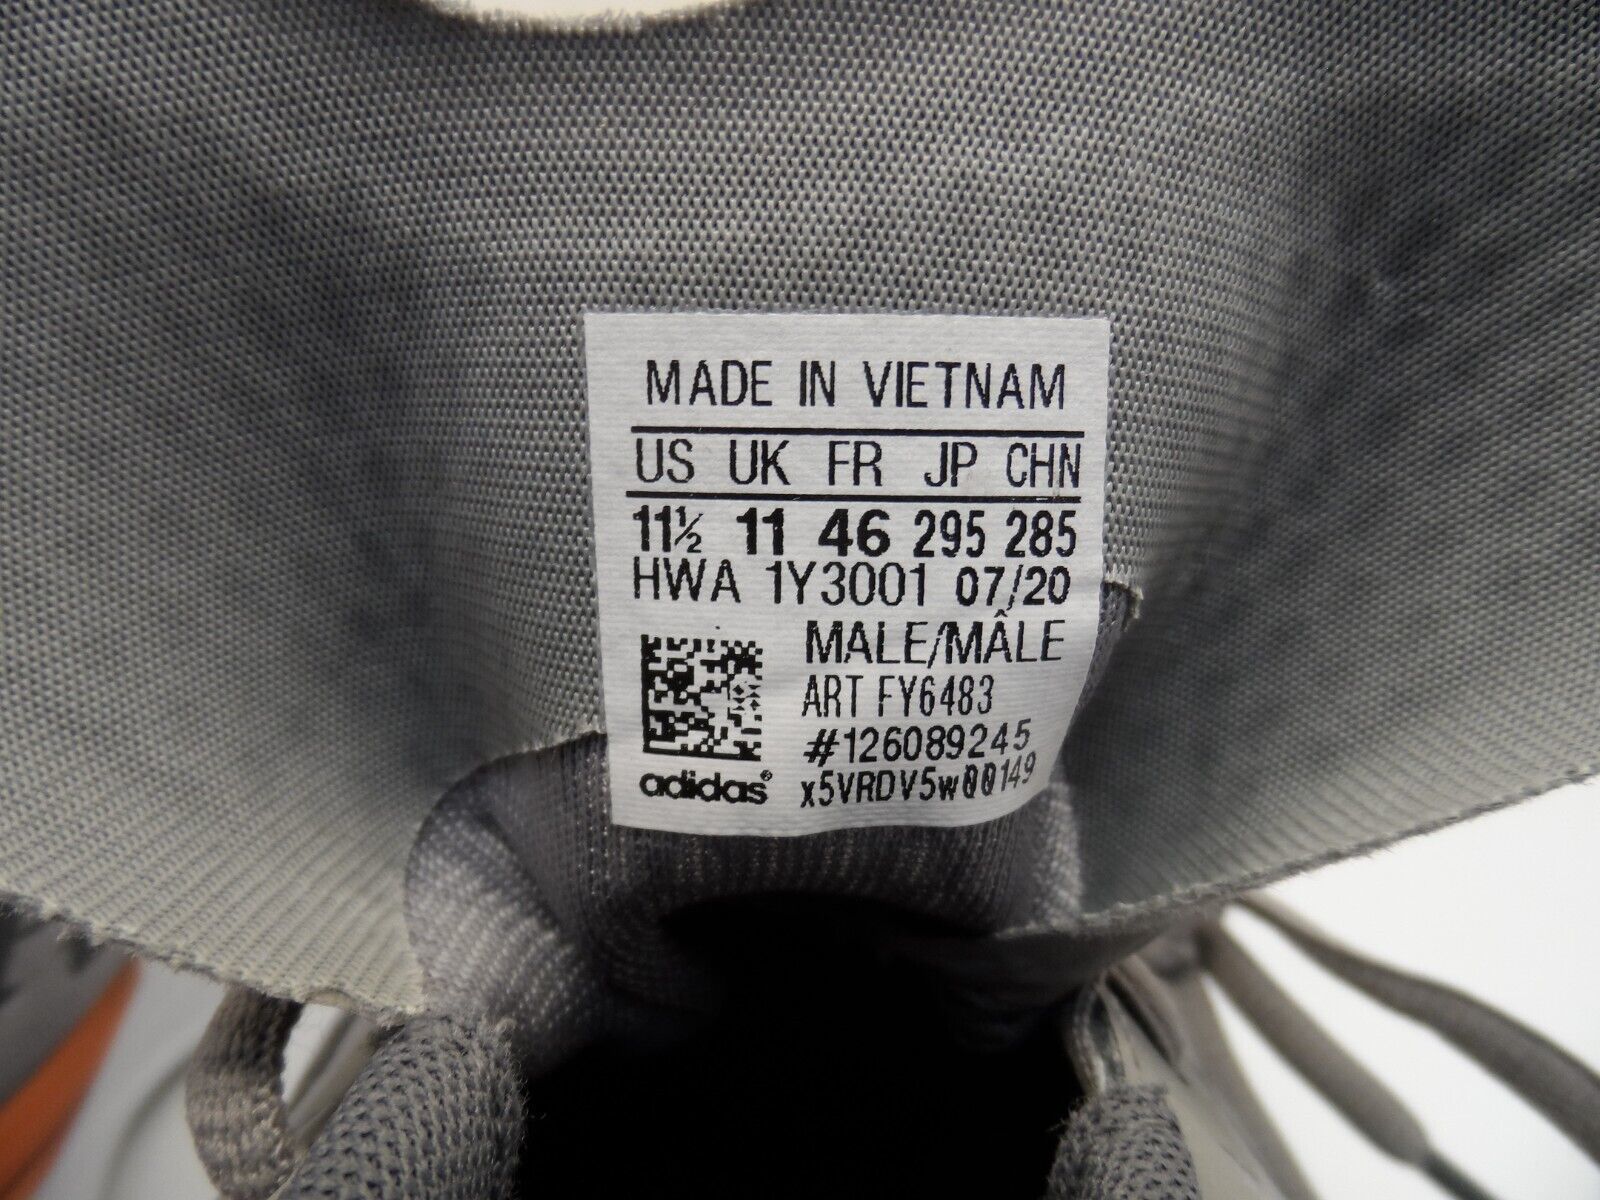 MADE IN VIETNAM
US UK FR JP CHN
11½ 11 46 295 285
HWA 1Y3001 07/20
MALE/MÂLE
ART FY6483
#126089245
adidas® x5VRDV5w00149